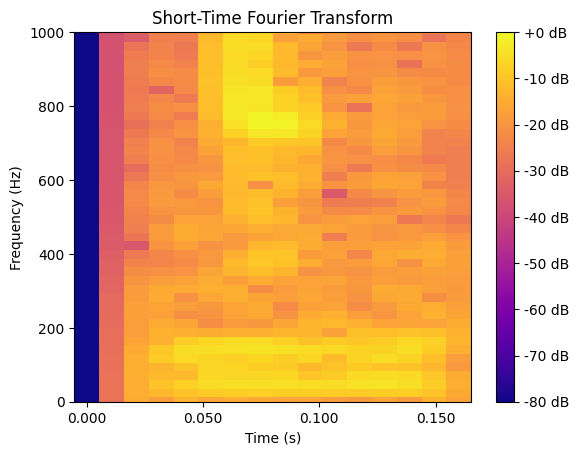 Short-Time Fourier Transform
1000
800
600
400
200
0
Frequency (Hz)
0.000
0.050
0.100
0.150
Time (s)
+0 dB
-10 dB
-20 dB
-30 dB
-40 dB
-50 dB
-60 dB
-70 dB
-80 dB